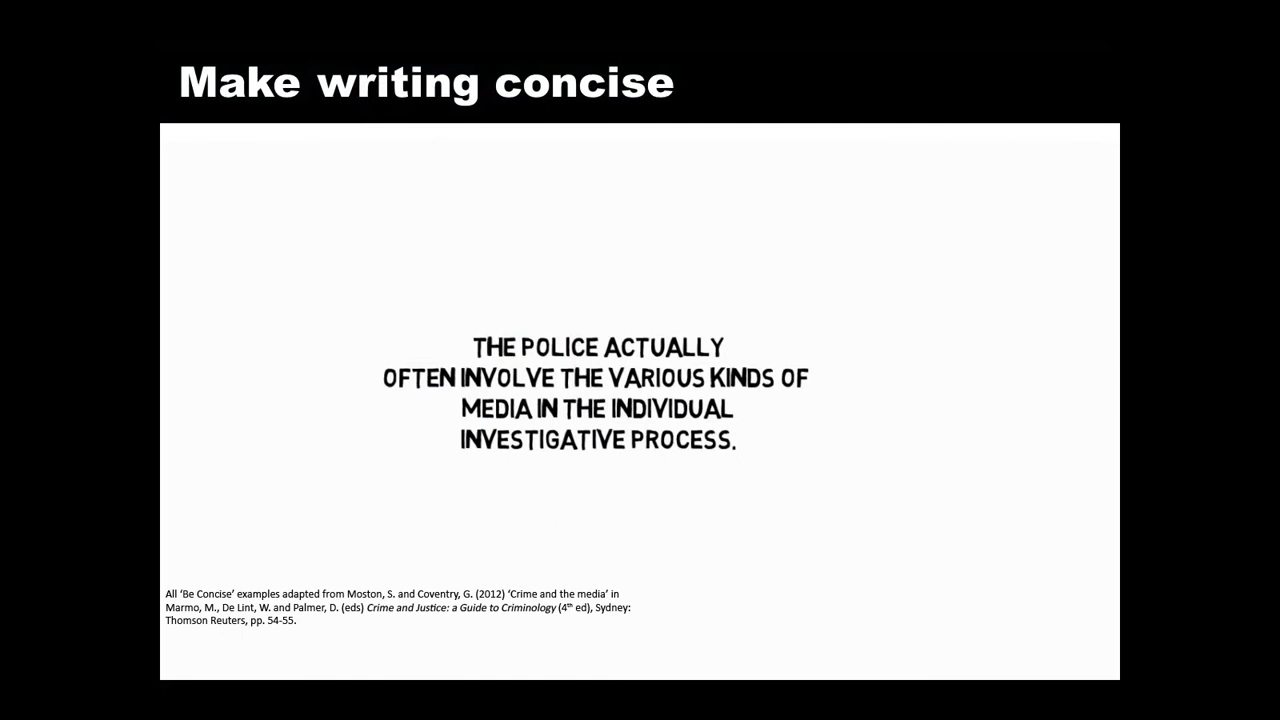 Make writing concise
THE POLICE ACTUALLY
OFTEN INVOLVE THE VARIOUS KINDS OF
MEDIA IN THE INDIVIDUAL
INVESTIGATIVE PROCESS.
All ‘Be Concise’ examples adapted from Moston, S. and Coventry, G. (2012) ‘Crime and the media’ in
Marmo, M., De Lint, W. and Palmer, D. (eds) Crime and Justice: a Guide to Criminology (4th ed), Sydney:
Thomson Reuters, pp. 54-55.